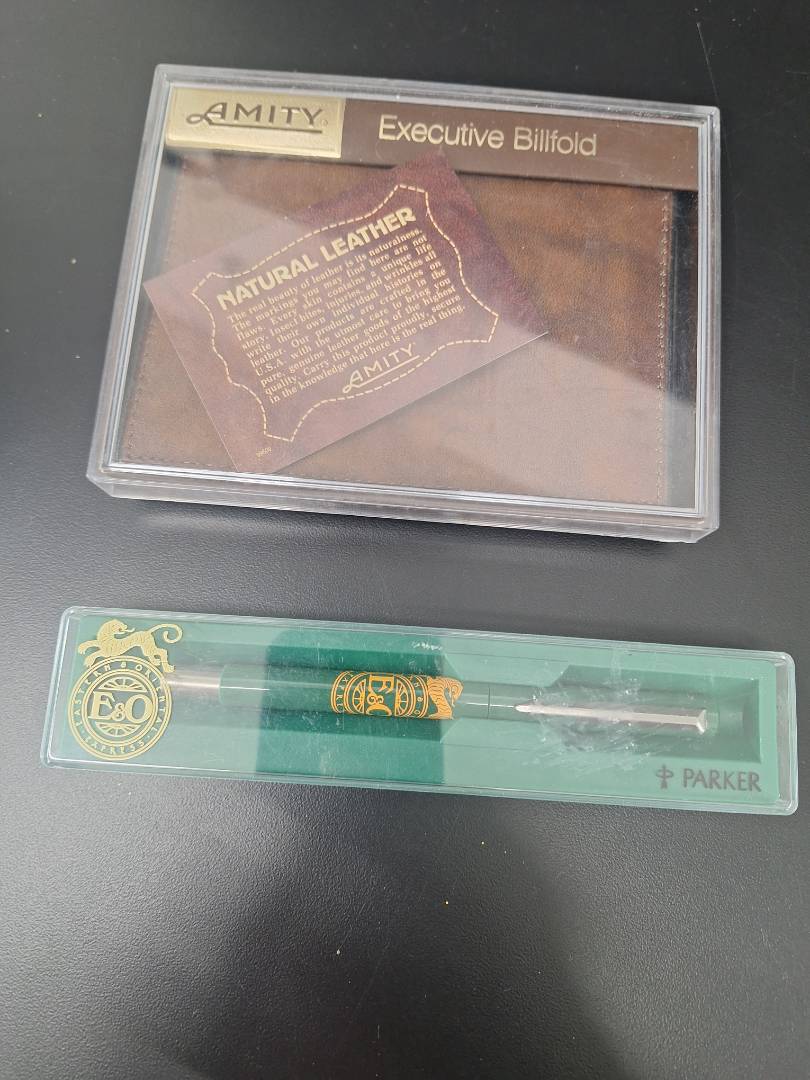 AMITY
Executive Billfold
NATURAL LEATHER
The real beauty of leather is its naturalness.
The markings you may find here are not
flaws. Every skin contains a unique life
story. Insect bites, injuries and wrinkles all
write their own individual histories on
leather. Our products are crafted in the
U.S.A. with the utmost care to bring you
pure, genuine leather goods of the highest
quality. Carry this product proudly, secure
in the knowledge that here is the real thing.
AMITY
EASTERN & ORIENTAL
E&O
EXPRESS
E&O
PARKER